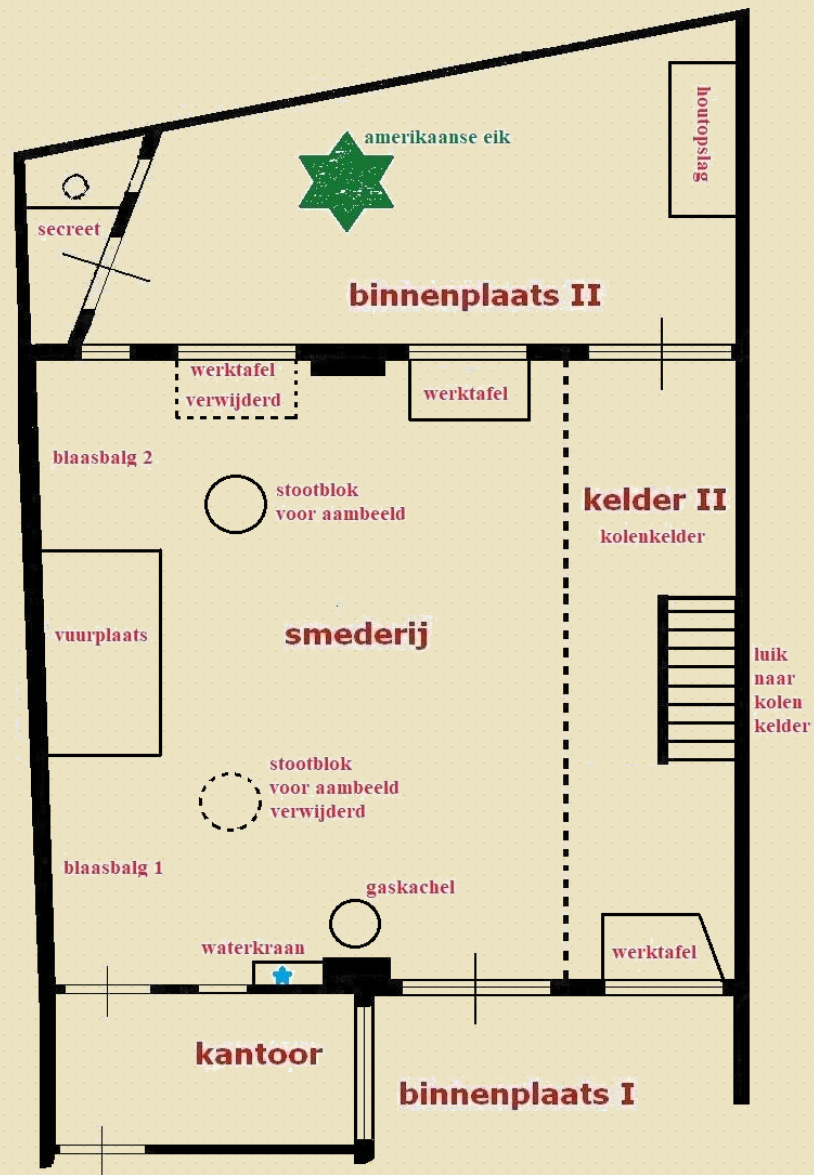 amerikaanse eik
houtopslag
secreet
binnenplaats II
werktafel
verwijderd
werktafel
blaasbalg 2
stootblok
voor aambeeld
kelder II
kolenkelder
vuurplaats
smederij
luik
naar
kolen
kelder
stootblok
voor aambeeld
verwijderd
blaasbalg 1
gaskachel
waterkraan
werktafel
kantoor
binnenplaats I